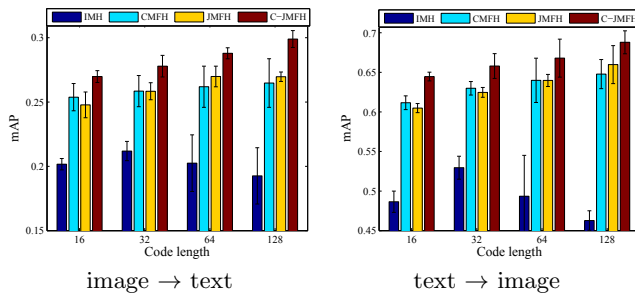 IMH CMFH JMFH C−JMFH
0.3
0.25
0.2
0.15
mAP
16 32 64 128
Code length
image → text
IMH CMFH JMFH C−JMFH
0.7
0.65
0.6
0.55
0.5
0.45
mAP
16 32 64 128
Code length
text → image